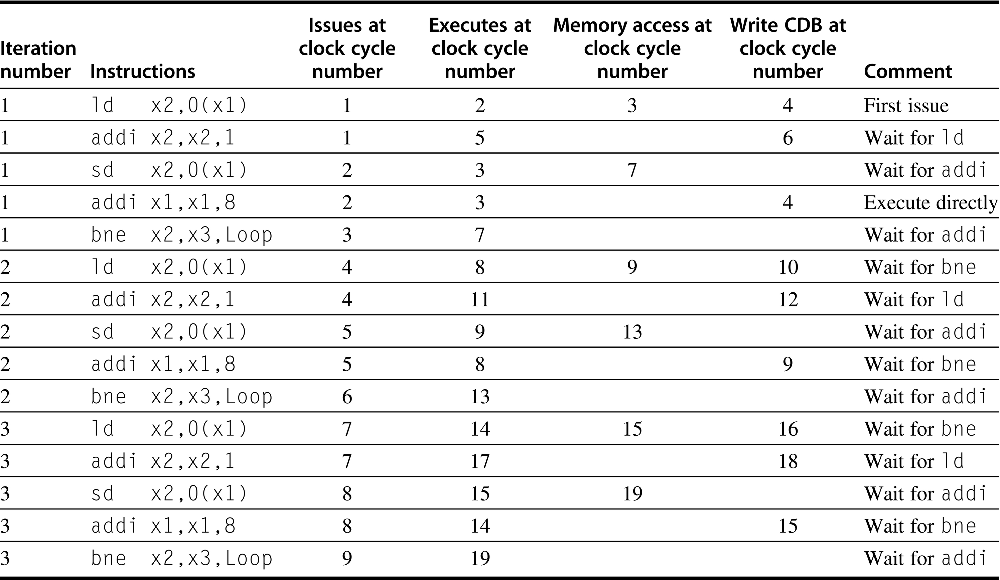 Iteration number Instructions Issues at clock cycle number Executes at clock cycle number Memory access at clock cycle number Write CDB at clock cycle number Comment
1 ld x2,0(x1) 1 2 3 4 First issue
1 addi x2,x2,1 1 5 6 Wait for ld
1 sd x2,0(x1) 2 3 7 Wait for addi
1 addi x1,x1,8 2 3 4 Execute directly
1 bne x2,x3,Loop 3 7 Wait for addi
2 ld x2,0(x1) 4 8 9 10 Wait for bne
2 addi x2,x2,1 4 11 12 Wait for ld
2 sd x2,0(x1) 5 9 13 Wait for addi
2 addi x1,x1,8 5 8 9 Wait for bne
2 bne x2,x3,Loop 6 13 Wait for addi
3 ld x2,0(x1) 7 14 15 16 Wait for bne
3 addi x2,x2,1 7 17 18 Wait for ld
3 sd x2,0(x1) 8 15 19 Wait for addi
3 addi x1,x1,8 8 14 15 Wait for bne
3 bne x2,x3,Loop 9 19 Wait for addi